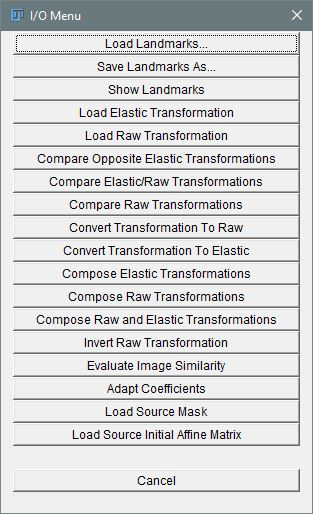 I/O Menu
Load Landmarks...
Save Landmarks As...
Show Landmarks
Load Elastic Transformation
Load Raw Transformation
Compare Opposite Elastic Transformations
Compare Elastic/Raw Transformations
Compare Raw Transformations
Convert Transformation To Raw
Convert Transformation To Elastic
Compose Elastic Transformations
Compose Raw Transformations
Compose Raw and Elastic Transformations
Invert Raw Transformation
Evaluate Image Similarity
Adapt Coefficients
Load Source Mask
Load Source Initial Affine Matrix
Cancel